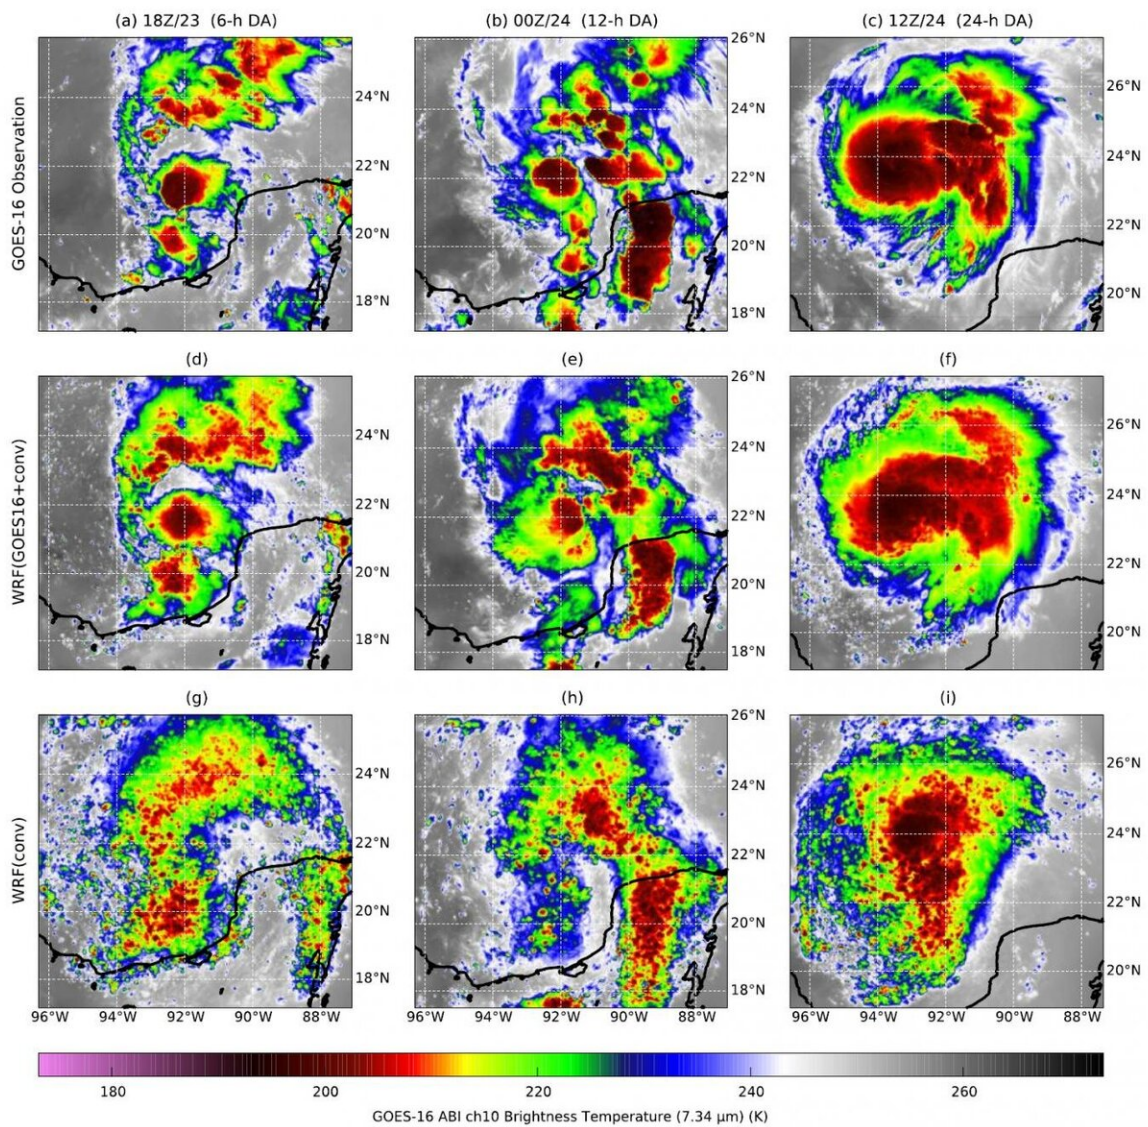 (a) 18Z/23 (6-h DA)
(b) 00Z/24 (12-h DA)
(c) 12Z/24 (24-h DA)
GOES-16 Observation
24°N
22°N
20°N
18°N
26°N
24°N
22°N
20°N
18°N
26°N
24°N
22°N
20°N
(d)
(e)
(f)
WRF(GOES16+conv)
24°N
22°N
20°N
18°N
26°N
24°N
22°N
20°N
18°N
26°N
24°N
22°N
20°N
(g)
(h)
(i)
WRF(conv)
24°N
22°N
20°N
18°N
26°N
24°N
22°N
20°N
18°N
26°N
24°N
22°N
20°N
96°W 94°W 92°W 90°W 88°W
96°W 94°W 92°W 90°W 88°W
96°W 94°W 92°W 90°W 88°W
180 200 220 240 260
GOES-16 ABI ch10 Brightness Temperature (7.34 μm) (K)